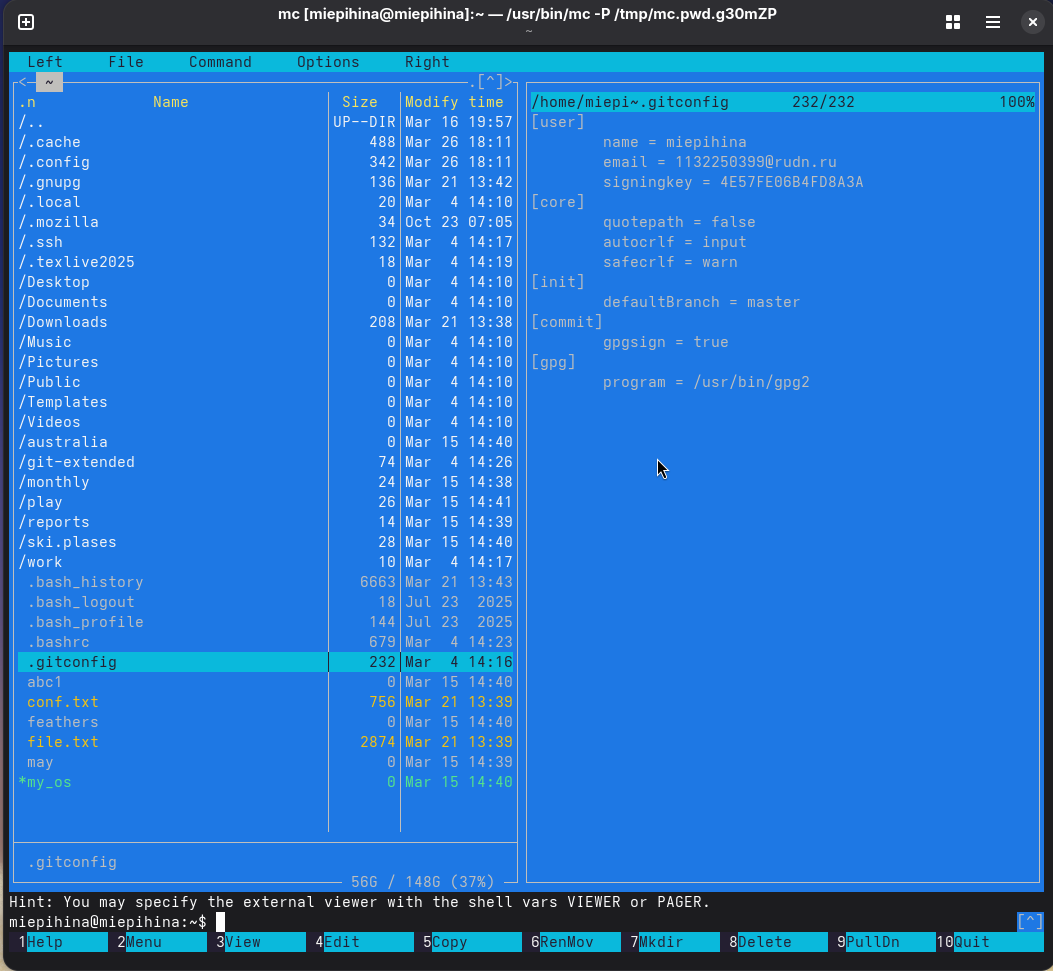 mc [miepihina@miepihina]:~ — /usr/bin/mc -P /tmp/mc.pwd.g30mZP
~
Left File Command Options Right
<─ ~ .[^]>
.n Name Size Modify time
/.. UP--DIR Mar 16 19:57
/.cache 488 Mar 26 18:11
/.config 342 Mar 26 18:11
/.gnupg 136 Mar 21 13:42
/.local 20 Mar 4 14:10
/.mozilla 34 Oct 23 07:05
/.ssh 132 Mar 4 14:17
/.texlive2025 18 Mar 4 14:19
/Desktop 0 Mar 4 14:10
/Documents 0 Mar 4 14:10
/Downloads 208 Mar 21 13:38
/Music 0 Mar 4 14:10
/Pictures 0 Mar 4 14:10
/Public 0 Mar 4 14:10
/Templates 0 Mar 4 14:10
/Videos 0 Mar 4 14:10
/australia 0 Mar 15 14:40
/git-extended 74 Mar 4 14:26
/monthly 24 Mar 15 14:38
/play 26 Mar 15 14:41
/reports 14 Mar 15 14:39
/ski.plases 28 Mar 15 14:40
/work 10 Mar 4 14:17
.bash_history 6663 Mar 21 13:43
.bash_logout 18 Jul 23 2025
.bash_profile 144 Jul 23 2025
.bashrc 679 Mar 4 14:23
.gitconfig 232 Mar 4 14:16
abc1 0 Mar 15 14:40
conf.txt 756 Mar 21 13:39
feathers 0 Mar 15 14:40
file.txt 2874 Mar 21 13:39
may 0 Mar 15 14:39
*my_os 0 Mar 15 14:40
.gitconfig
56G / 148G (37%)
/home/miepi~.gitconfig 232/232 100%
[user]
name = miepihina
email = 1132250399@rudn.ru
signingkey = 4E57FE06B4FD8A3A
[core]
quotepath = false
autocrlf = input
safecrlf = warn
[init]
defaultBranch = master
[commit]
gpgsign = true
[gpg]
program = /usr/bin/gpg2
Hint: You may specify the external viewer with the shell vars VIEWER or PAGER.
miepihina@miepihina:~$ [^]
1Help 2Menu 3View 4Edit 5Copy 6RenMov 7Mkdir 8Delete 9PullDn 10Quit